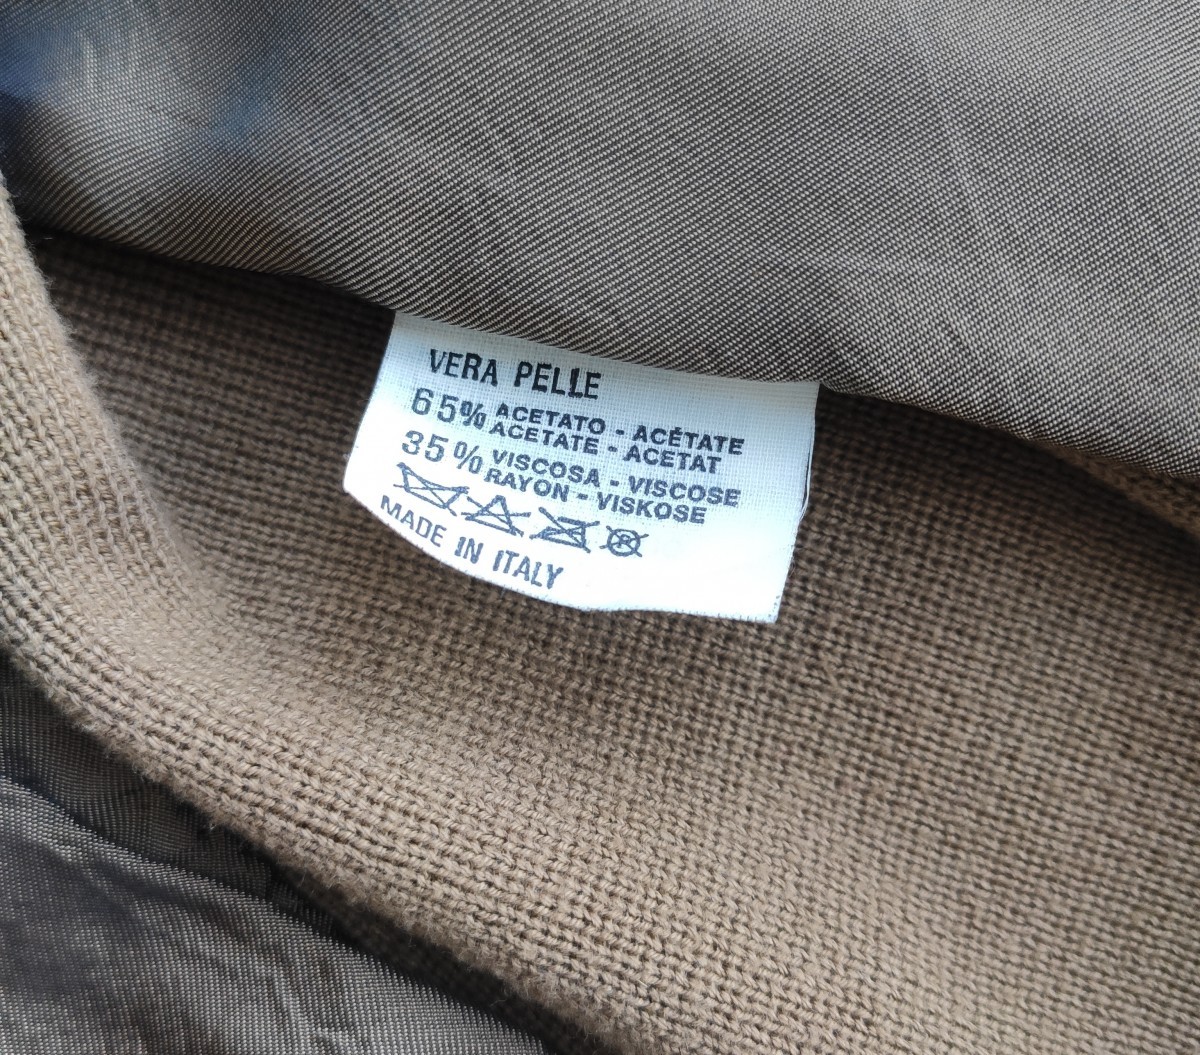 VERA PELLE
65% ACETATO - ACÉTATE
ACETATE - ACETAT
35% VISCOSA - VISCOSE
RAYON - VISKOSE
R
MADE IN ITALY